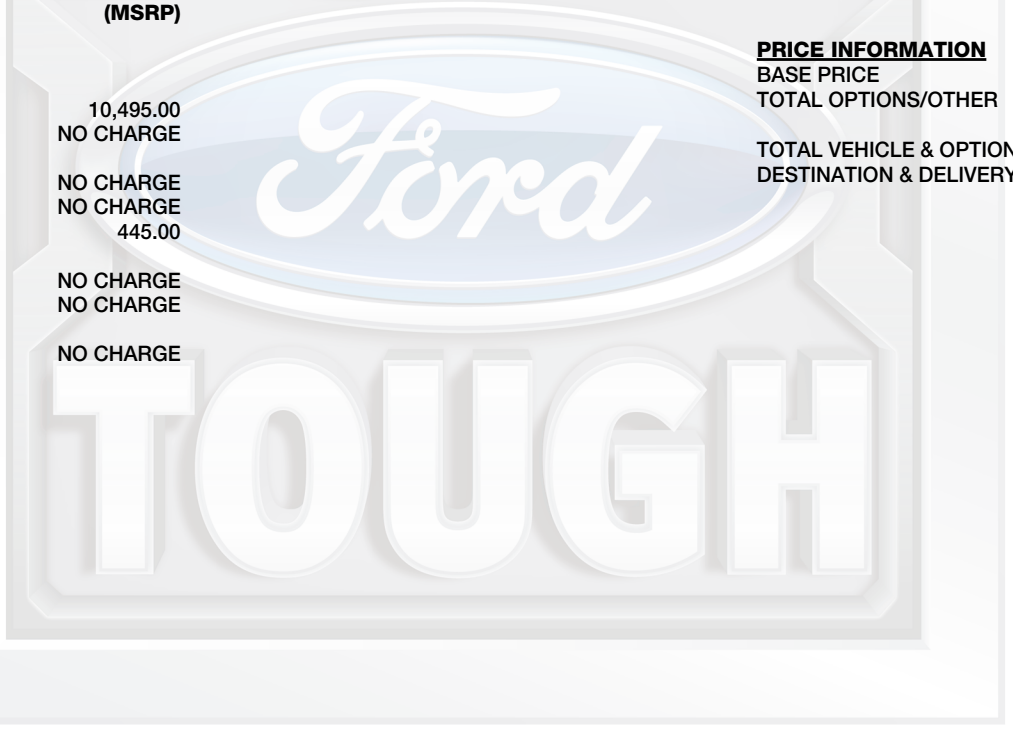 (MSRP)
10,495.00
NO CHARGE
NO CHARGE
NO CHARGE
445.00
NO CHARGE
NO CHARGE
NO CHARGE
PRICE INFORMATION
BASE PRICE
TOTAL OPTIONS/OTHER
TOTAL VEHICLE & OPTION
DESTINATION & DELIVERY
Ford
TOUGH